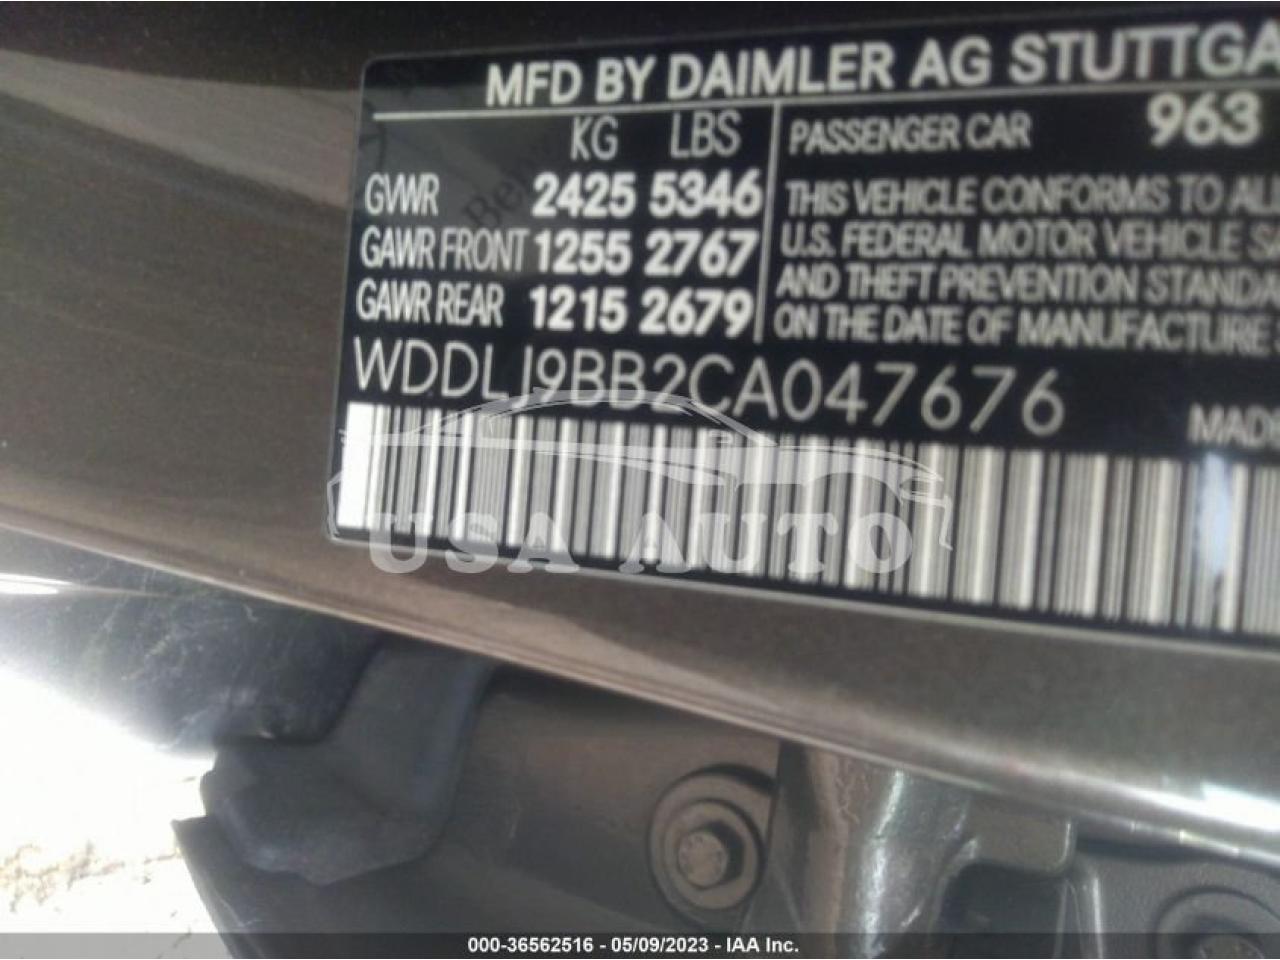 MFD BY DAIMLER AG STUTTGA
KG LBS
GVWR 2425 5346
GAWR FRONT 1255 2767
GAWR REAR 1215 2679
PASSENGER CAR 963
THIS VEHICLE CONFORMS TO ALL
U.S. FEDERAL MOTOR VEHICLE SA
AND THEFT PREVENTION STANDA
ON THE DATE OF MANUFACTURE
WDDLJ9BB2CA047676
MADE
USA AUTO
000-36562516 - 05/09/2023 - IAA Inc.